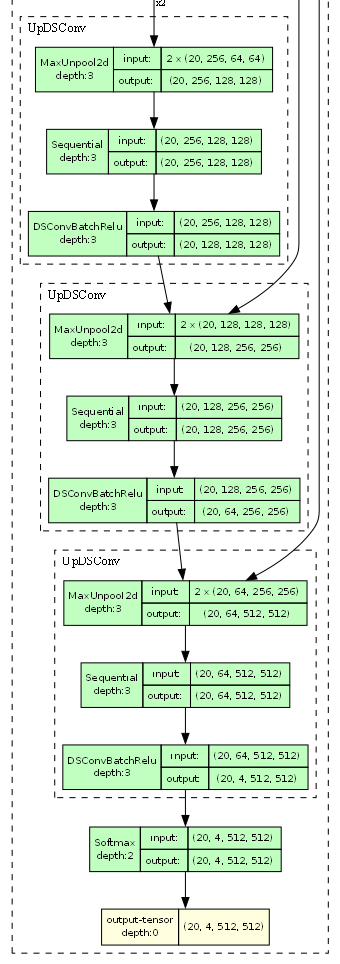 x2
UpDSConv
MaxUnpool2d
depth:3
input: 2 × (20, 256, 64, 64)
output: (20, 256, 128, 128)
Sequential
depth:3
input: (20, 256, 128, 128)
output: (20, 256, 128, 128)
DSConvBatchRelu
depth:3
input: (20, 256, 128, 128)
output: (20, 128, 128, 128)
UpDSConv
MaxUnpool2d
depth:3
input: 2 × (20, 128, 128, 128)
output: (20, 128, 256, 256)
Sequential
depth:3
input: (20, 128, 256, 256)
output: (20, 128, 256, 256)
DSConvBatchRelu
depth:3
input: (20, 128, 256, 256)
output: (20, 64, 256, 256)
UpDSConv
MaxUnpool2d
depth:3
input: 2 × (20, 64, 256, 256)
output: (20, 64, 512, 512)
Sequential
depth:3
input: (20, 64, 512, 512)
output: (20, 64, 512, 512)
DSConvBatchRelu
depth:3
input: (20, 64, 512, 512)
output: (20, 4, 512, 512)
Softmax
depth:2
input: (20, 4, 512, 512)
output: (20, 4, 512, 512)
output-tensor
depth:0
(20, 4, 512, 512)